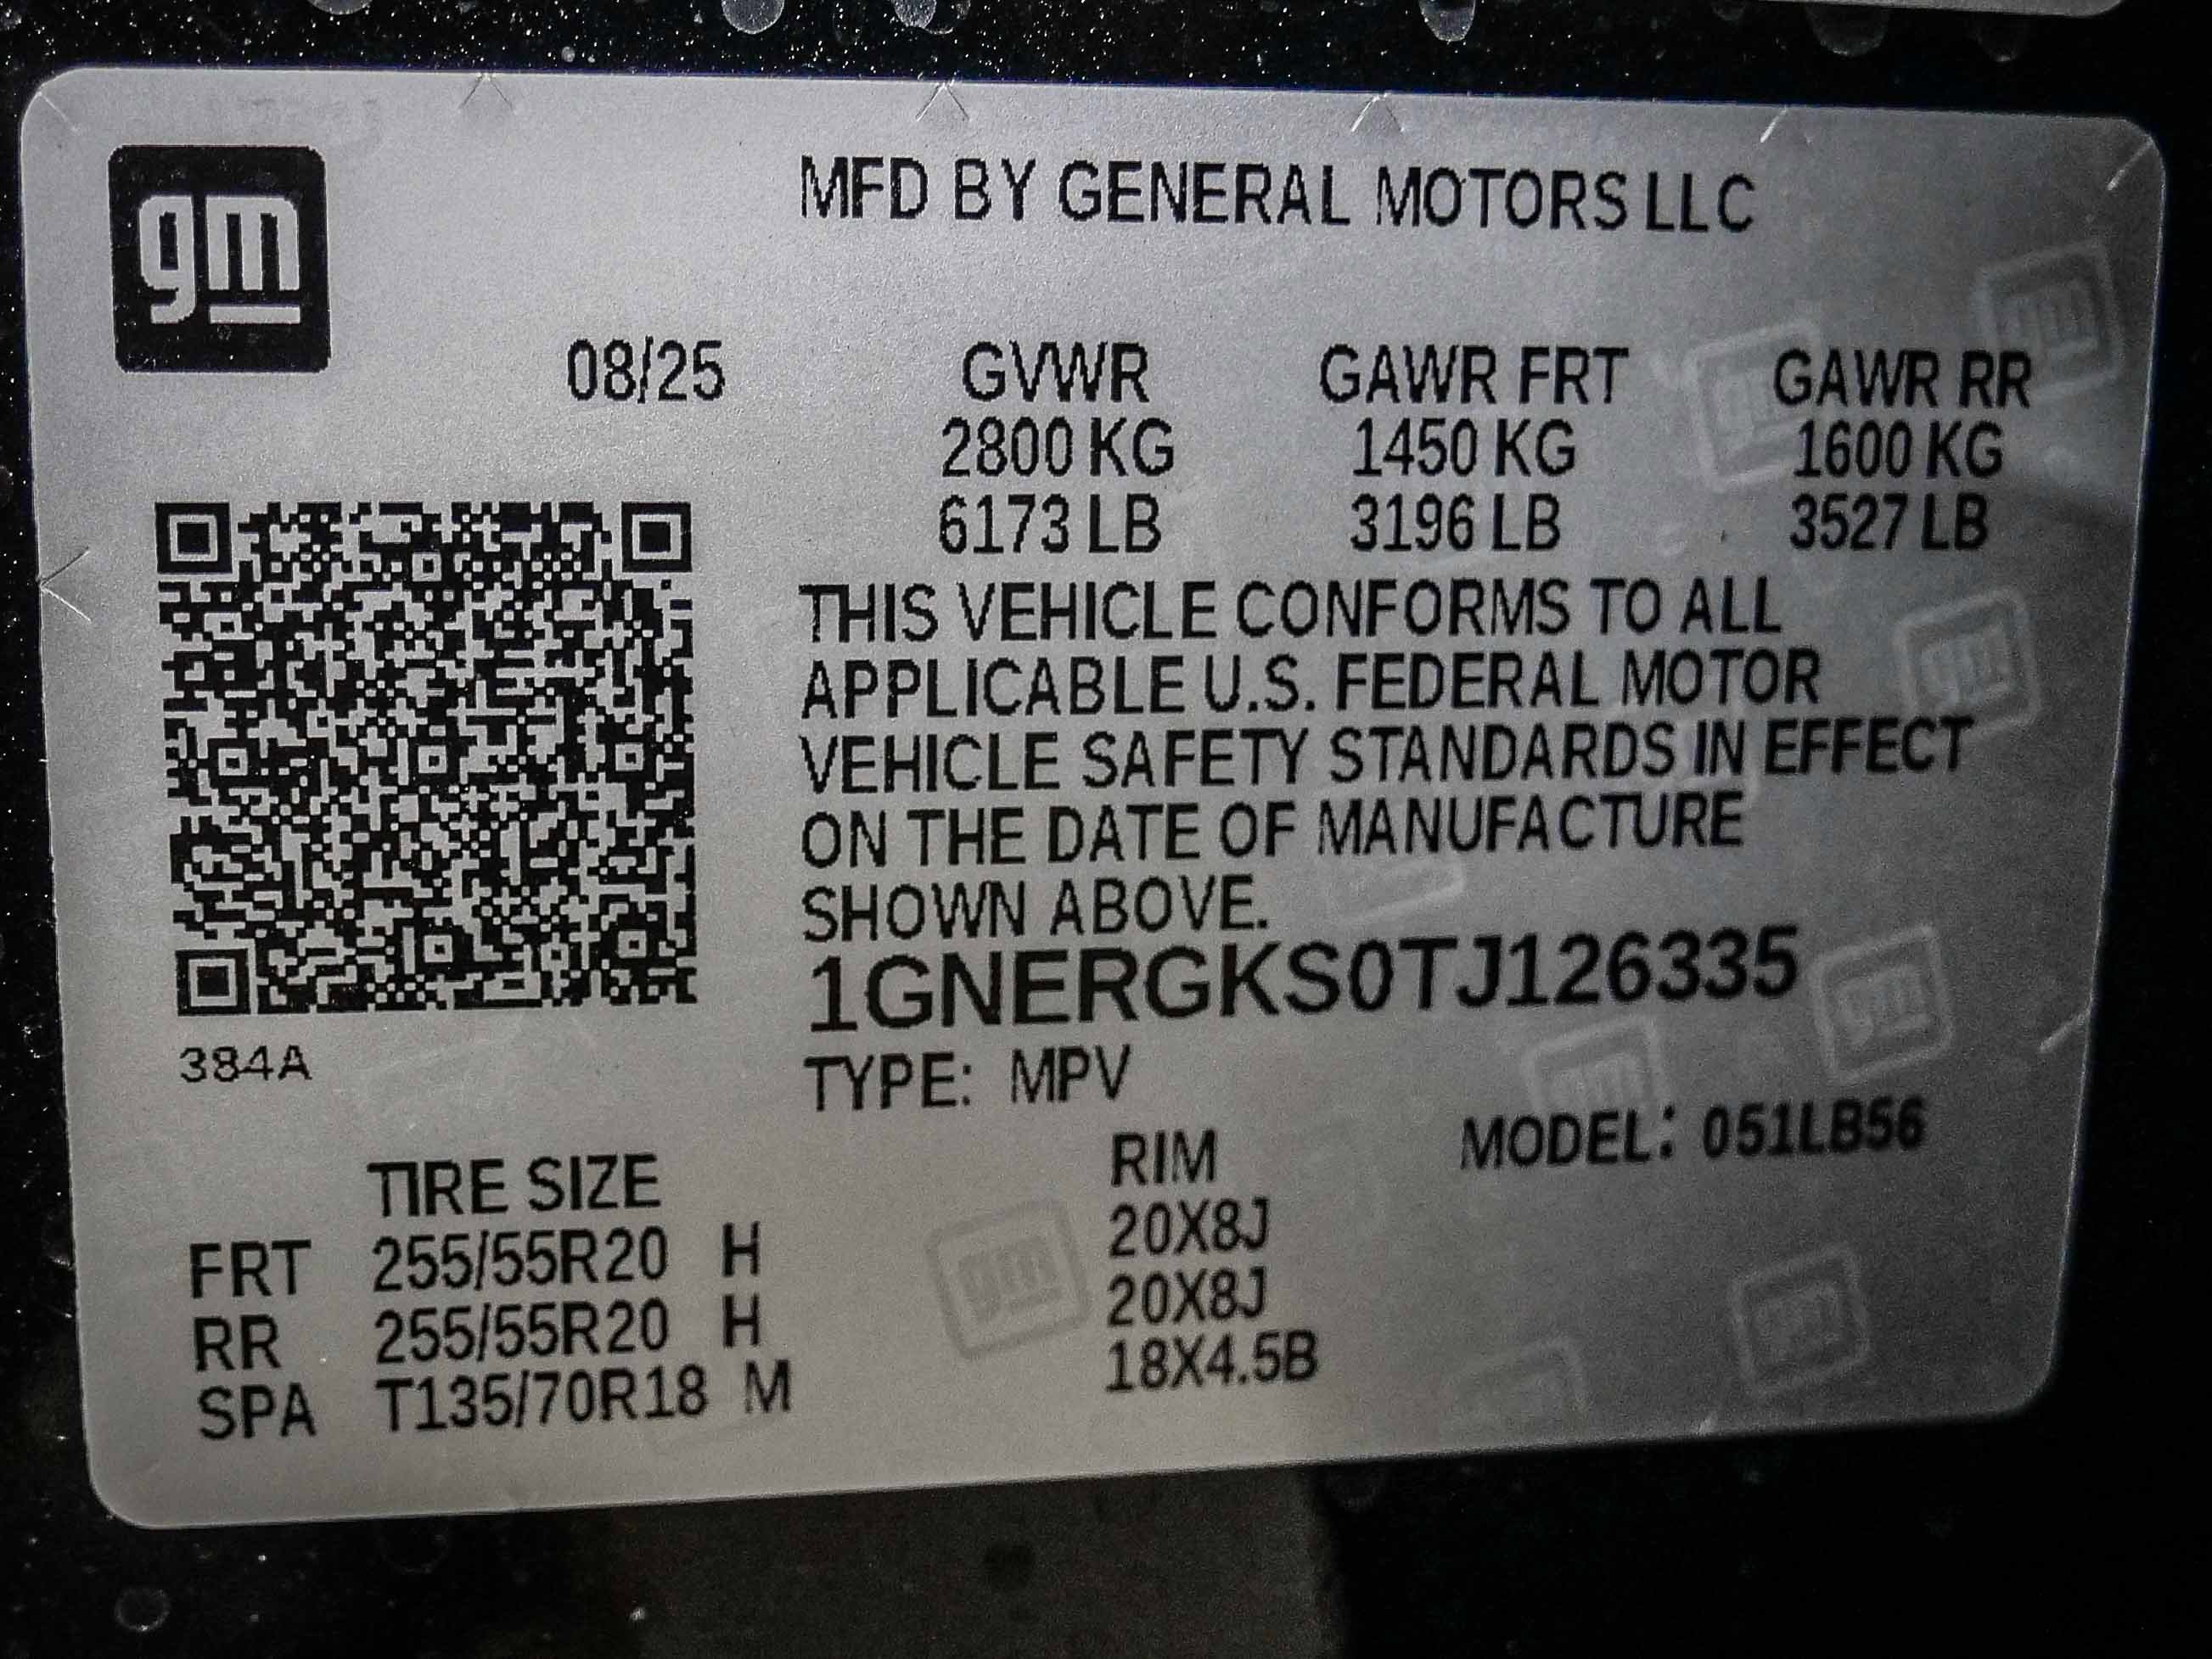 gm
MFD BY GENERAL MOTORS LLC
08/25 GVWR GAWR FRT GAWR RR
2800 KG 1450 KG 1600 KG
6173 LB 3196 LB 3527 LB
THIS VEHICLE CONFORMS TO ALL
APPLICABLE U.S. FEDERAL MOTOR
VEHICLE SAFETY STANDARDS IN EFFECT
ON THE DATE OF MANUFACTURE
SHOWN ABOVE.
1GNERGKS0TJ126335
384A
TYPE: MPV
MODEL: 051LB56
TIRE SIZE RIM
FRT 255/55R20 H 20X8J
RR 255/55R20 H 20X8J
SPA T135/70R18 M 18X4.5B